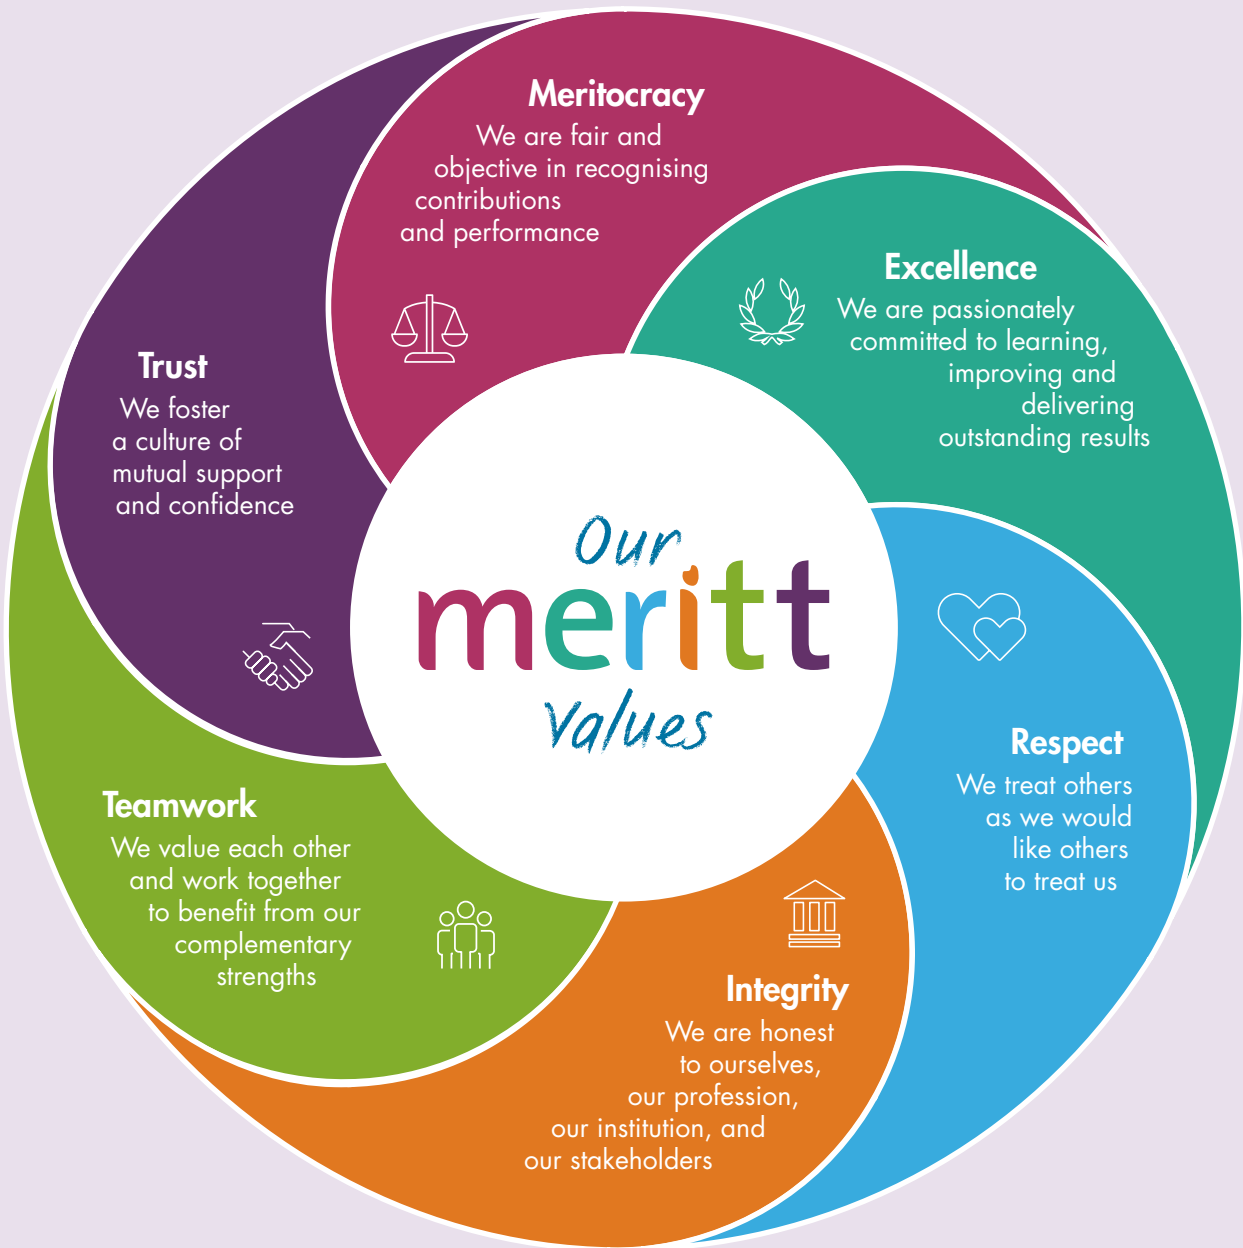 Our
meritt
values
Meritocracy
We are fair and
objective in recognising
contributions
and performance
Excellence
We are passionately
committed to learning,
improving and
delivering
outstanding results
Respect
We treat others
as we would
like others
to treat us
Integrity
We are honest
to ourselves,
our profession,
our institution, and
our stakeholders
Teamwork
We value each other
and work together
to benefit from our
complementary
strengths
Trust
We foster
a culture of
mutual support
and confidence